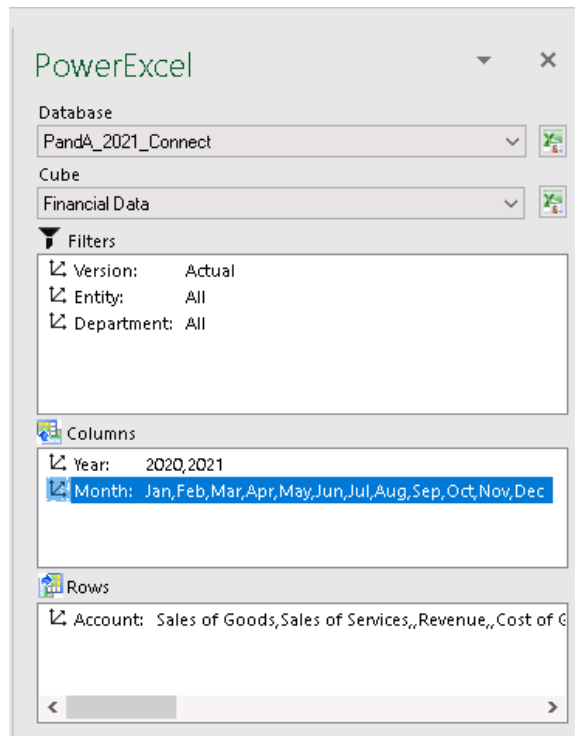 PowerExcel
Database
PandA_2021_Connect
Cube
Financial Data
Filters
Version: Actual
Entity: All
Department: All
Columns
Year: 2020,2021
Month: Jan,Feb,Mar,Apr,May,Jun,Jul,Aug,Sep,Oct,Nov,Dec
Rows
Account: Sales of Goods,Sales of Services,,Revenue,,Cost of